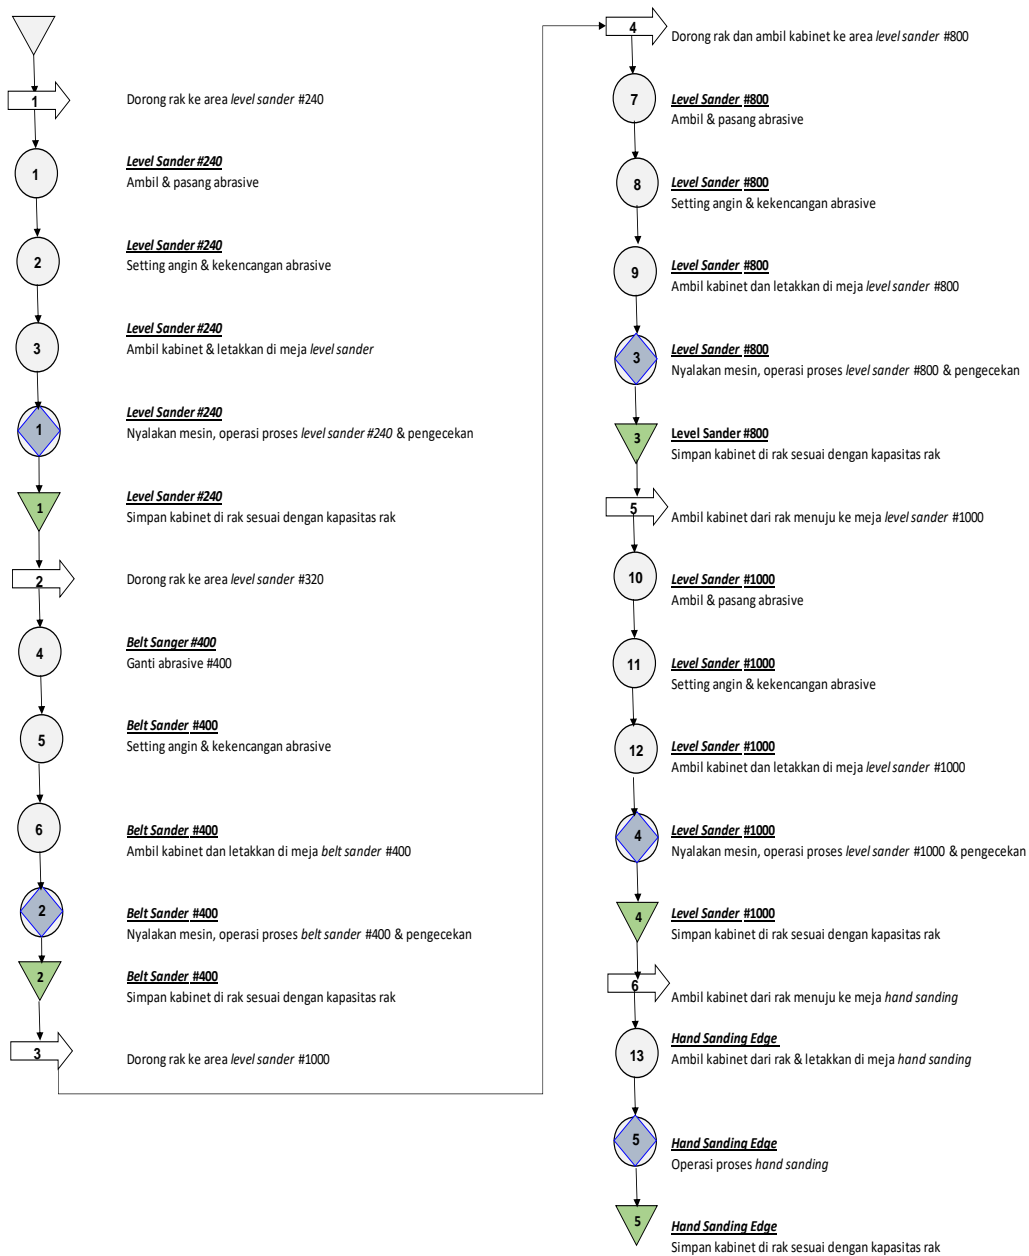 1
Dorong rak ke area level sander #240
Level Sander #240
1
Ambil & pasang abrasive
Level Sander #240
2
Setting angin & kekencangan abrasive
Level Sander #240
3
Ambil kabinet & letakkan di meja level sander
Level Sander #240
1
Nyalakan mesin, operasi proses level sander #240 & pengecekan
Level Sander #240
1
Simpan kabinet di rak sesuai dengan kapasitas rak
2
Dorong rak ke area level sander #320
Belt Sanger #400
4
Ganti abrasive #400
Belt Sander #400
5
Setting angin & kekencangan abrasive
6
Belt Sander #400
Ambil kabinet dan letakkan di meja belt sander #400
2
Belt Sander #400
Nyalakan mesin, operasi proses belt sander #400 & pengecekan
2
Belt Sander #400
Simpan kabinet di rak sesuai dengan kapasitas rak
3
Dorong rak ke area level sander #1000
4
Dorong rak dan ambil kabinet ke area level sander #800
7
Level Sander #800
Ambil & pasang abrasive
8
Level Sander #800
Setting angin & kekencangan abrasive
9
Level Sander #800
Ambil kabinet dan letakkan di meja level sander #800
3
Level Sander #800
Nyalakan mesin, operasi proses level sander #800 & pengecekan
3
Level Sander #800
Simpan kabinet di rak sesuai dengan kapasitas rak
5
Ambil kabinet dari rak menuju ke meja level sander #1000
10
Level Sander #1000
Ambil & pasang abrasive
11
Level Sander #1000
Setting angin & kekencangan abrasive
12
Level Sander #1000
Ambil kabinet dan letakkan di meja level sander #1000
4
Level Sander #1000
Nyalakan mesin, operasi proses level sander #1000 & pengecekan
4
Level Sander #1000
Simpan kabinet di rak sesuai dengan kapasitas rak
6
Ambil kabinet dari rak menuju ke meja hand sanding
13
Hand Sanding Edge
Ambil kabinet dari rak & letakkan di meja hand sanding
5
Hand Sanding Edge
Operasi proses hand sanding
5
Hand Sanding Edge
Simpan kabinet di rak sesuai dengan kapasitas rak